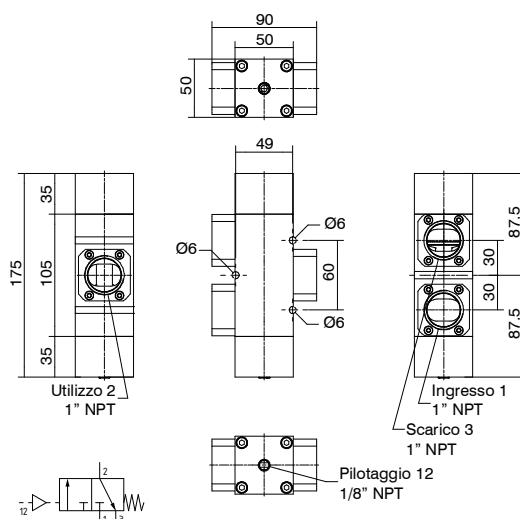 90
50
50
49
35
105
175
35
Ø6
Ø6
60
Ø6
87.5
30
30
87.5
Utilizzo 2
1” NPT
Ingresso 1
1” NPT
Scarico 3
1” NPT
Pilotaggio 12
1/8” NPT
2
12
1 3